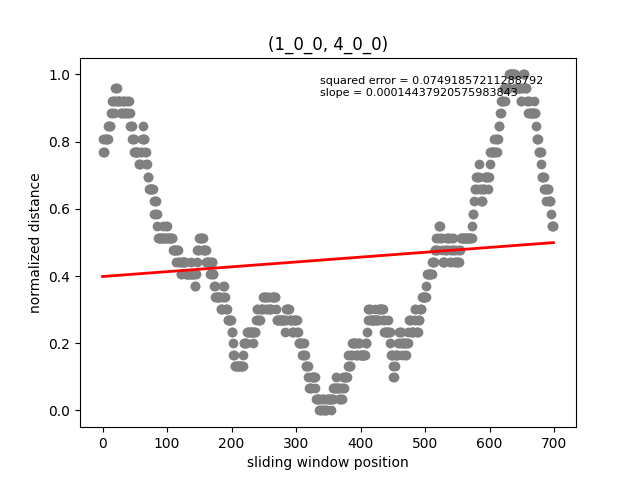 (1_0_0, 4_0_0)
squared error = 0.07491857211288792
slope = 0.00014437920575983843
normalized distance
1.0
0.8
0.6
0.4
0.2
0.0
0 100 200 300 400 500 600 700
sliding window position